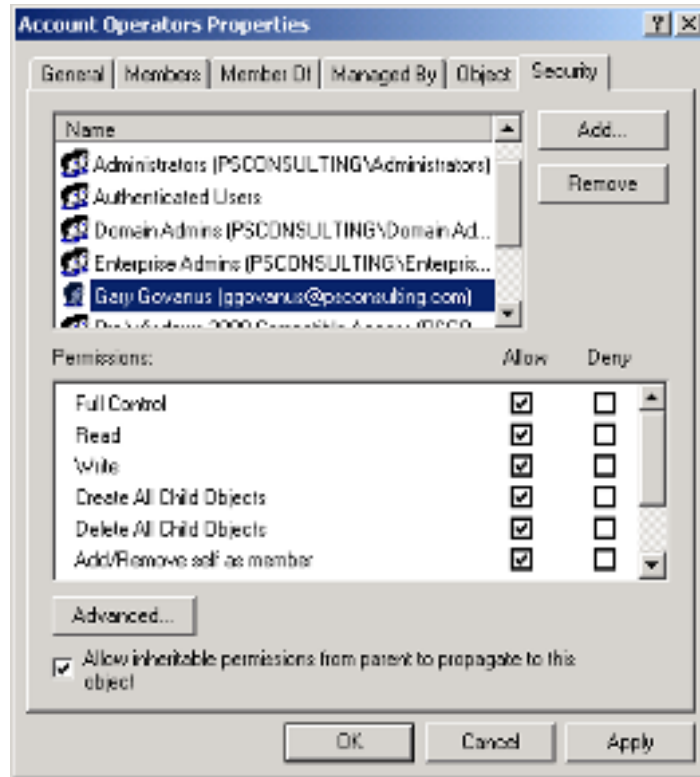 Account Operators Properties
General Members Member Of Managed By Object Security
Name
Administrators (PSCONSULTING\Administrators)
Authenticated Users
Domain Admins (PSCONSULTING\Domain Ad...
Enterprise Admins (PSCONSULTING\Enterpris...
Gary Govanus (ggovanus@psconsulting.com)
Add...
Remove
Permissions: Allow Deny
Full Control
Read
Write
Create All Child Objects
Delete All Child Objects
Add/Remove self as member
Advanced...
Allow inheritable permissions from parent to propagate to this
object
OK Cancel Apply